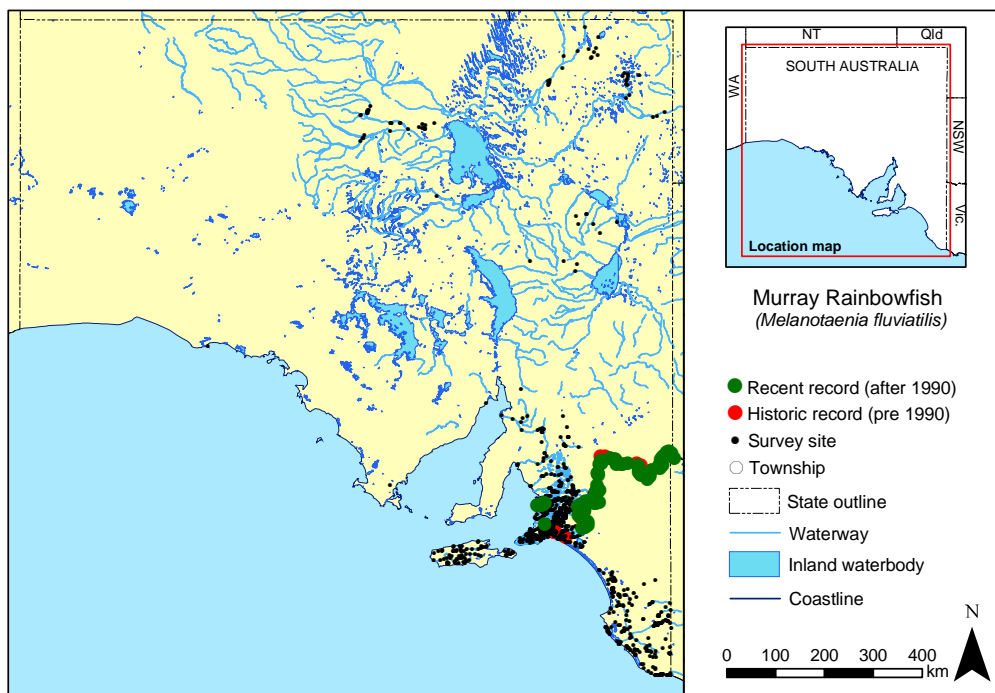 NT
Qld
SOUTH AUSTRALIA
WA
NSW
Vic.
Location map
Murray Rainbowfish
(Melanotaenia fluviatilis)
Recent record (after 1990)
Historic record (pre 1990)
Survey site
Township
State outline
Waterway
Inland waterbody
Coastline
N
0 100 200 300 400
km